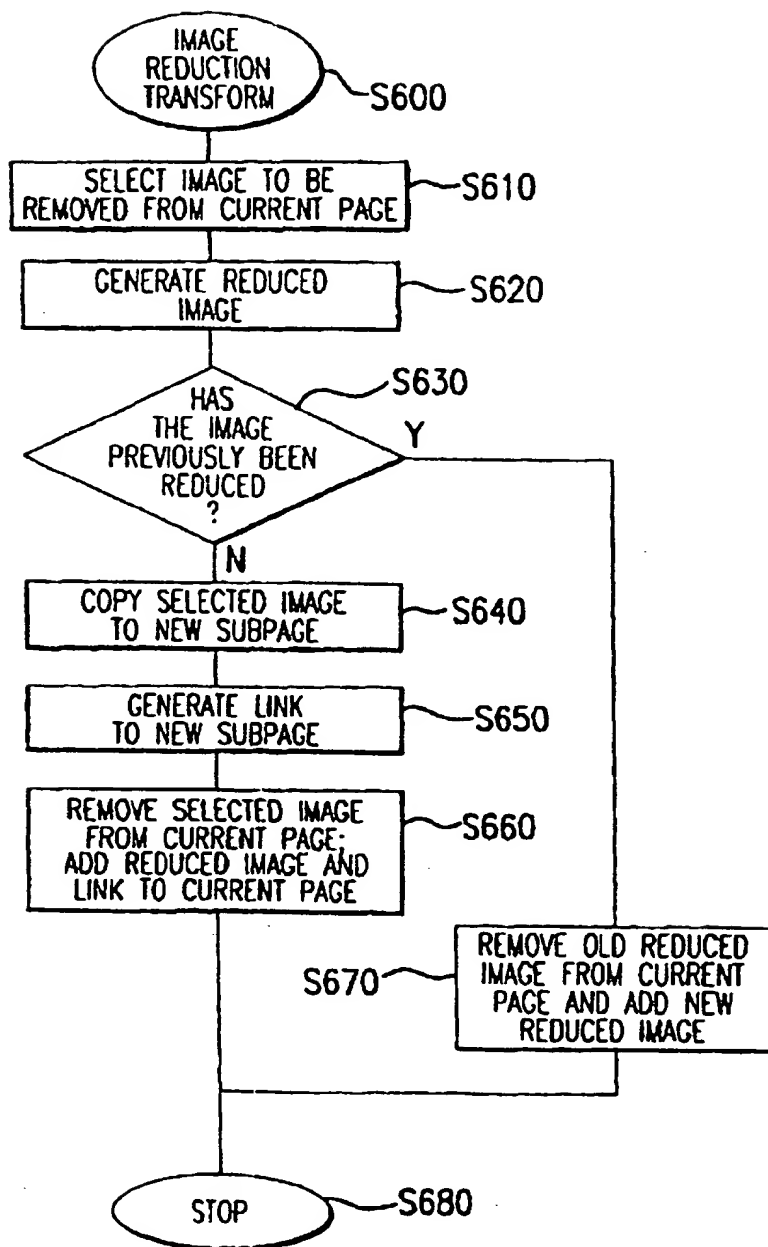 IMAGE
REDUCTION
TRANSFORM
S600
SELECT IMAGE TO BE
REMOVED FROM CURRENT PAGE
S610
GENERATE REDUCED
IMAGE
S620
S630
HAS
THE IMAGE
PREVIOUSLY BEEN
REDUCED
?
Y
N
COPY SELECTED IMAGE
TO NEW SUBPAGE
S640
GENERATE LINK
TO NEW SUBPAGE
S650
REMOVE SELECTED IMAGE
FROM CURRENT PAGE;
ADD REDUCED IMAGE AND
LINK TO CURRENT PAGE
S660
S670
REMOVE OLD REDUCED
IMAGE FROM CURRENT
PAGE AND ADD NEW
REDUCED IMAGE
STOP
S680